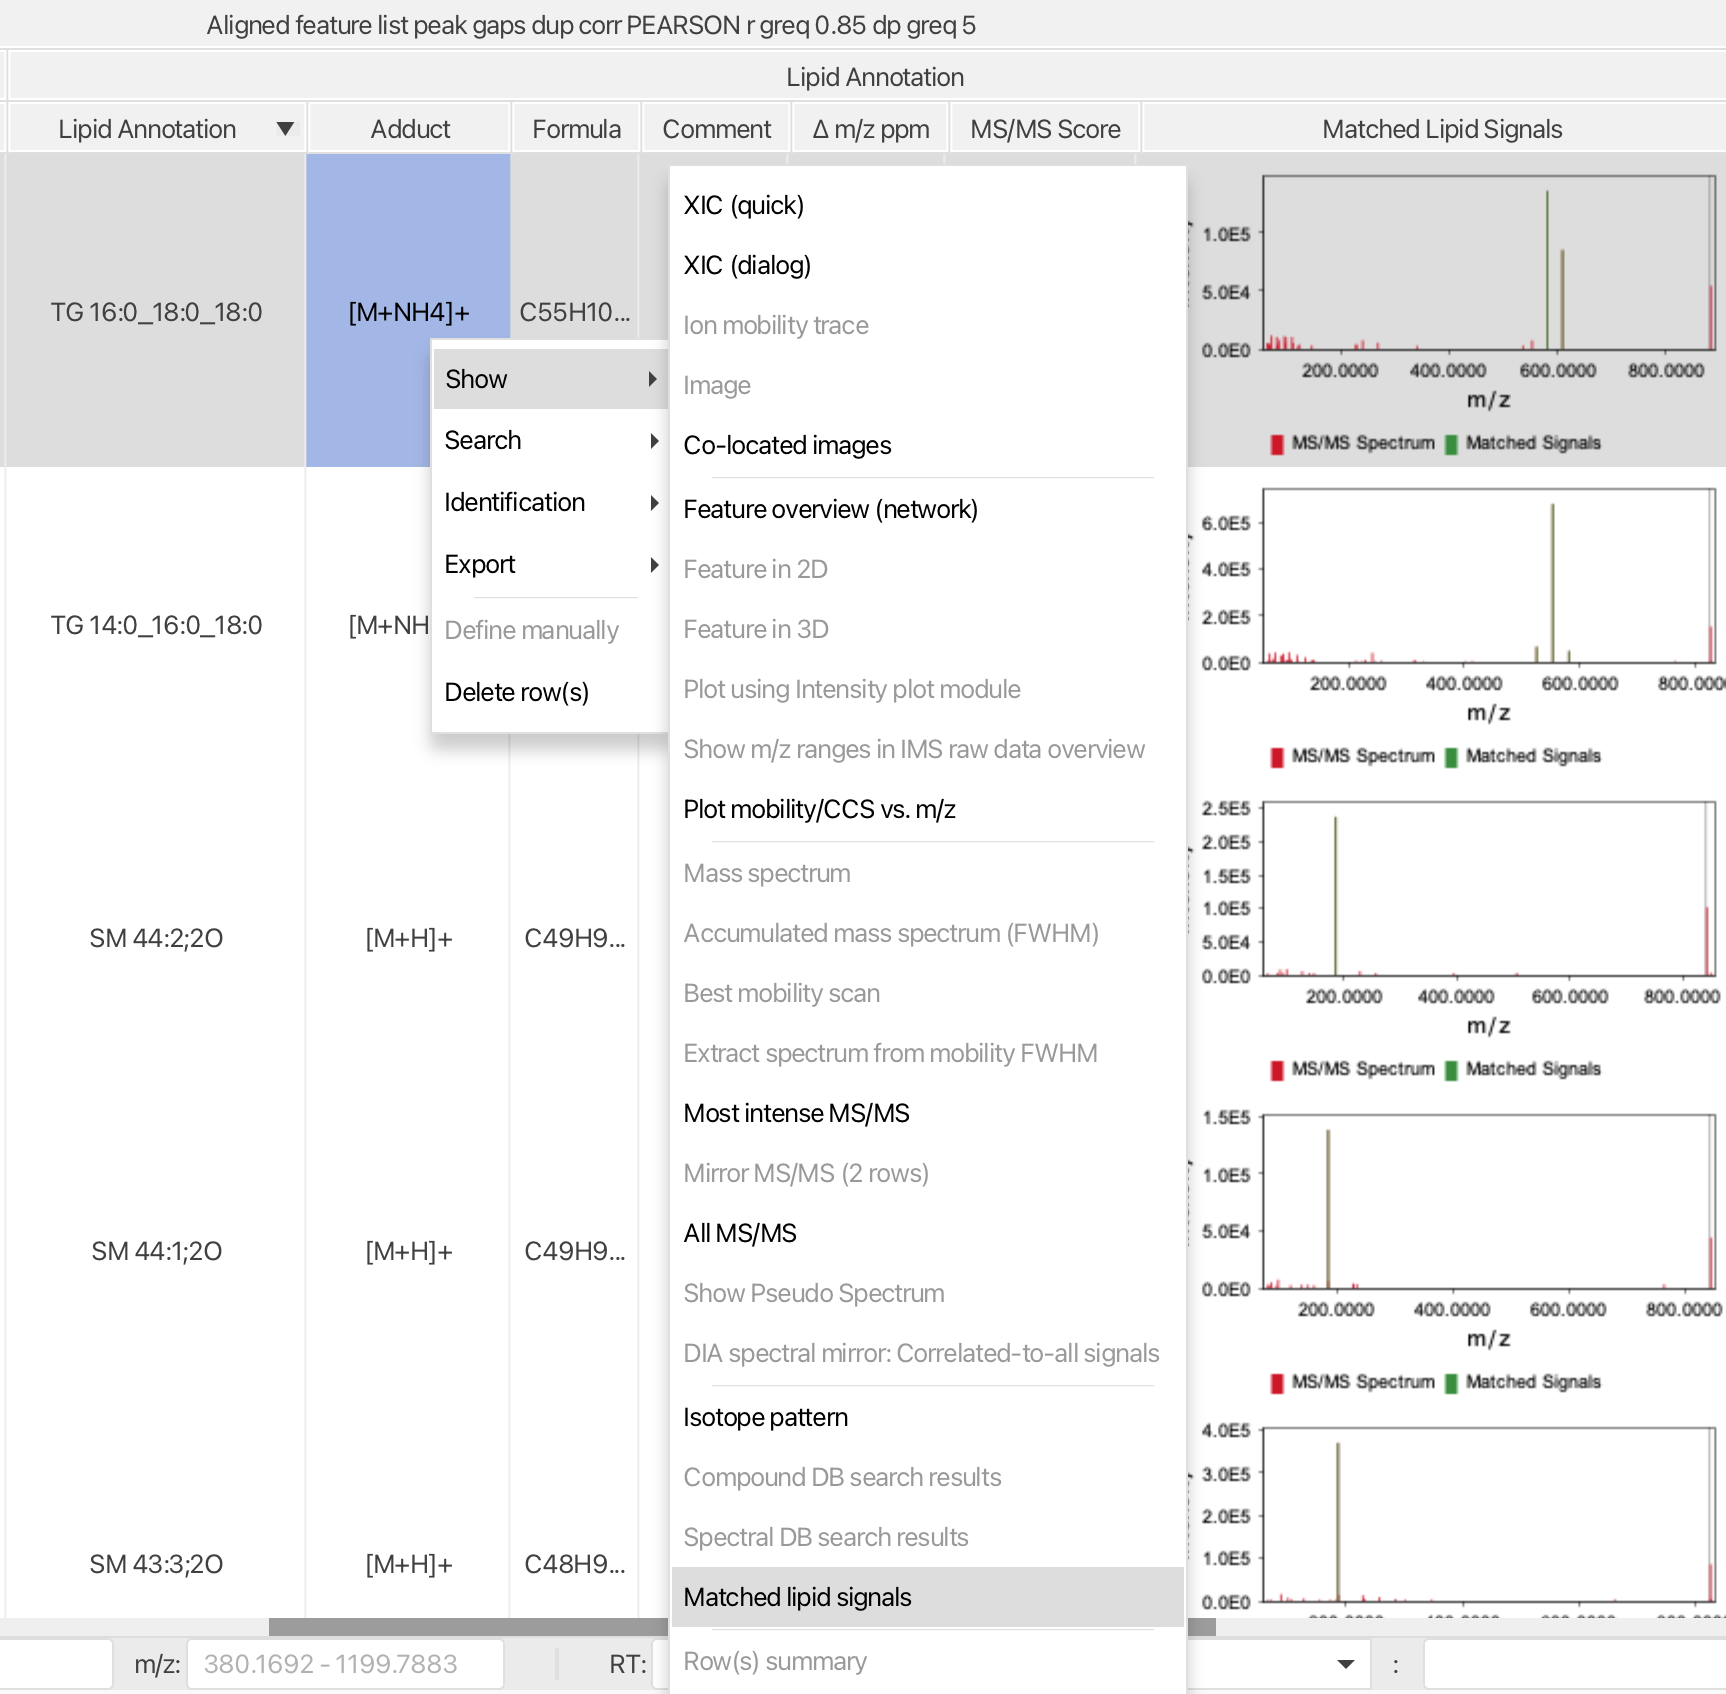 Aligned feature list peak gaps dup corr PEARSON r greq 0.85 dp greq 5
Lipid Annotation
Lipid Annotation ▼ Adduct Formula Comment Δ m/z ppm MS/MS Score Matched Lipid Signals
TG 16:0_18:0_18:0 [M+NH4]+ C55H10...
TG 14:0_16:0_18:0 [M+NH
SM 44:2;2O [M+H]+ C49H9...
SM 44:1;2O [M+H]+ C49H9...
SM 43:3;2O [M+H]+ C48H9...
Show
Search
Identification
Export
Define manually
Delete row(s)
XIC (quick)
XIC (dialog)
Ion mobility trace
Image
Co-located images
Feature overview (network)
Feature in 2D
Feature in 3D
Plot using Intensity plot module
Show m/z ranges in IMS raw data overview
Plot mobility/CCS vs. m/z
Mass spectrum
Accumulated mass spectrum (FWHM)
Best mobility scan
Extract spectrum from mobility FWHM
Most intense MS/MS
Mirror MS/MS (2 rows)
All MS/MS
Show Pseudo Spectrum
DIA spectral mirror: Correlated-to-all signals
Isotope pattern
Compound DB search results
Spectral DB search results
Matched lipid signals
Row(s) summary
1.0E5
5.0E4
0.0E0
200.0000 400.0000 600.0000 800.0000
m/z
MS/MS Spectrum Matched Signals
6.0E5
4.0E5
2.0E5
0.0E0
200.0000 400.0000 600.0000 800.000
m/z
MS/MS Spectrum Matched Signals
2.5E5
2.0E5
1.5E5
1.0E5
5.0E4
0.0E0
200.0000 400.0000 600.0000 800.0000
m/z
MS/MS Spectrum Matched Signals
1.5E5
1.0E5
5.0E4
0.0E0
200.0000 400.0000 600.0000 800.0000
m/z
MS/MS Spectrum Matched Signals
4.0E5
3.0E5
2.0E5
1.0E5
0.0E0
m/z: 380.1692 - 1199.7883 RT: :